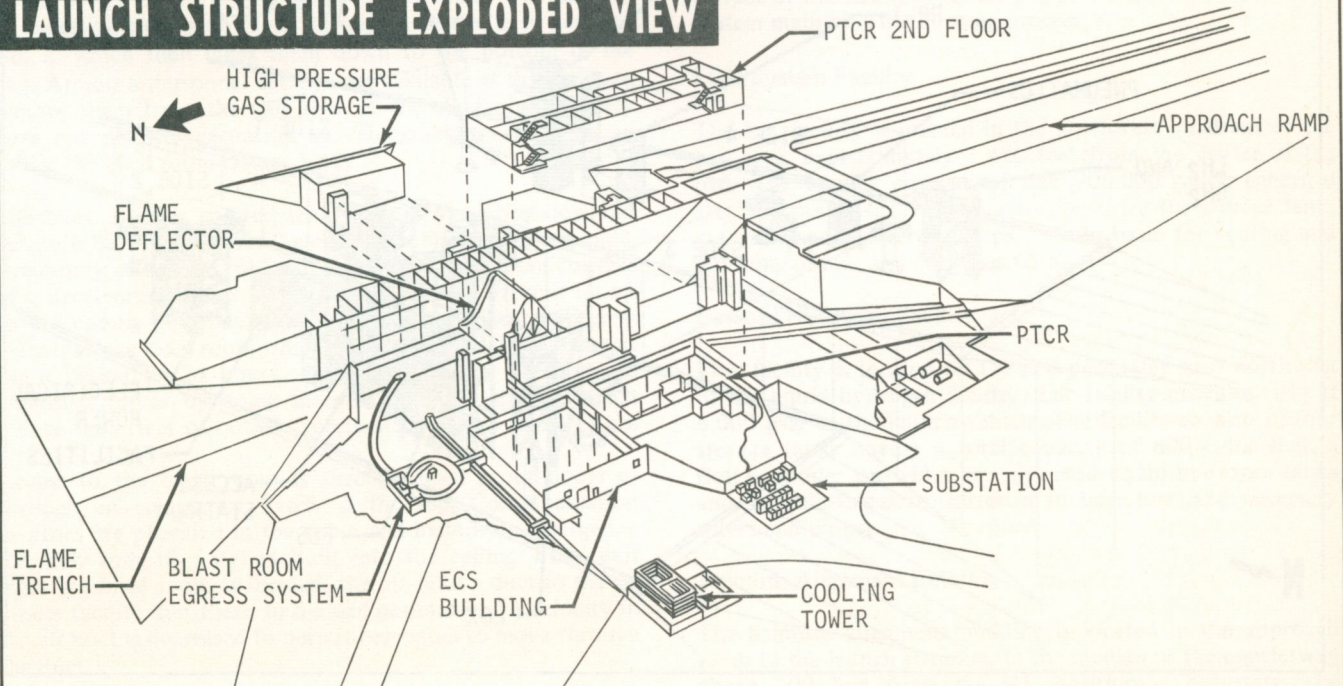 LAUNCH STRUCTURE EXPLODED VIEW
PTCR 2ND FLOOR
HIGH PRESSURE
GAS STORAGE
N
APPROACH RAMP
FLAME
DEFLECTOR
PTCR
SUBSTATION
FLAME
TRENCH
BLAST ROOM
EGRESS SYSTEM
ECS
BUILDING
COOLING
TOWER